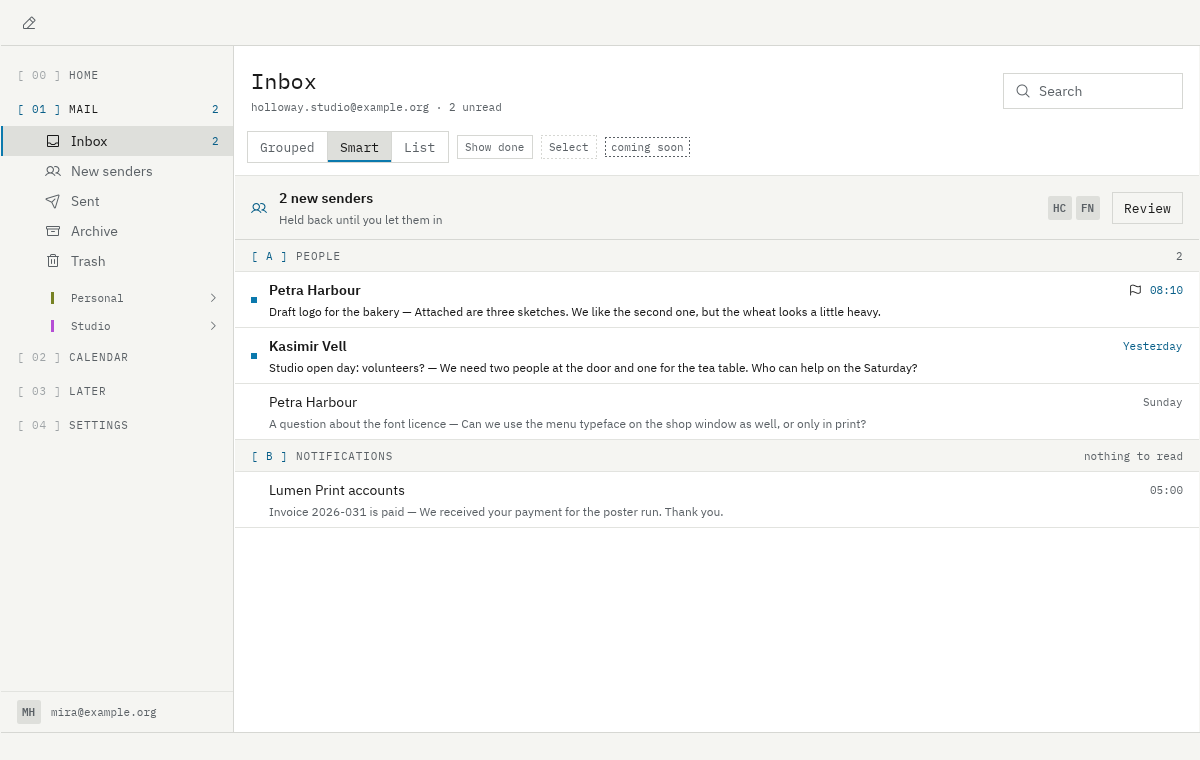 [ 00 ] HOME
[ 01 ] MAIL 2
Inbox 2
New senders
Sent
Archive
Trash
Personal
Studio
[ 02 ] CALENDAR
[ 03 ] LATER
[ 04 ] SETTINGS
MH mira@example.org
Inbox
holloway.studio@example.org · 2 unread
Search
Grouped Smart List Show done Select coming soon
2 new senders
Held back until you let them in
HC FN Review
[ A ] PEOPLE 2
Petra Harbour 08:10
Draft logo for the bakery — Attached are three sketches. We like the second one, but the wheat looks a little heavy.
Kasimir Vell Yesterday
Studio open day: volunteers? — We need two people at the door and one for the tea table. Who can help on the Saturday?
Petra Harbour Sunday
A question about the font licence — Can we use the menu typeface on the shop window as well, or only in print?
[ B ] NOTIFICATIONS nothing to read
Lumen Print accounts 05:00
Invoice 2026-031 is paid — We received your payment for the poster run. Thank you.